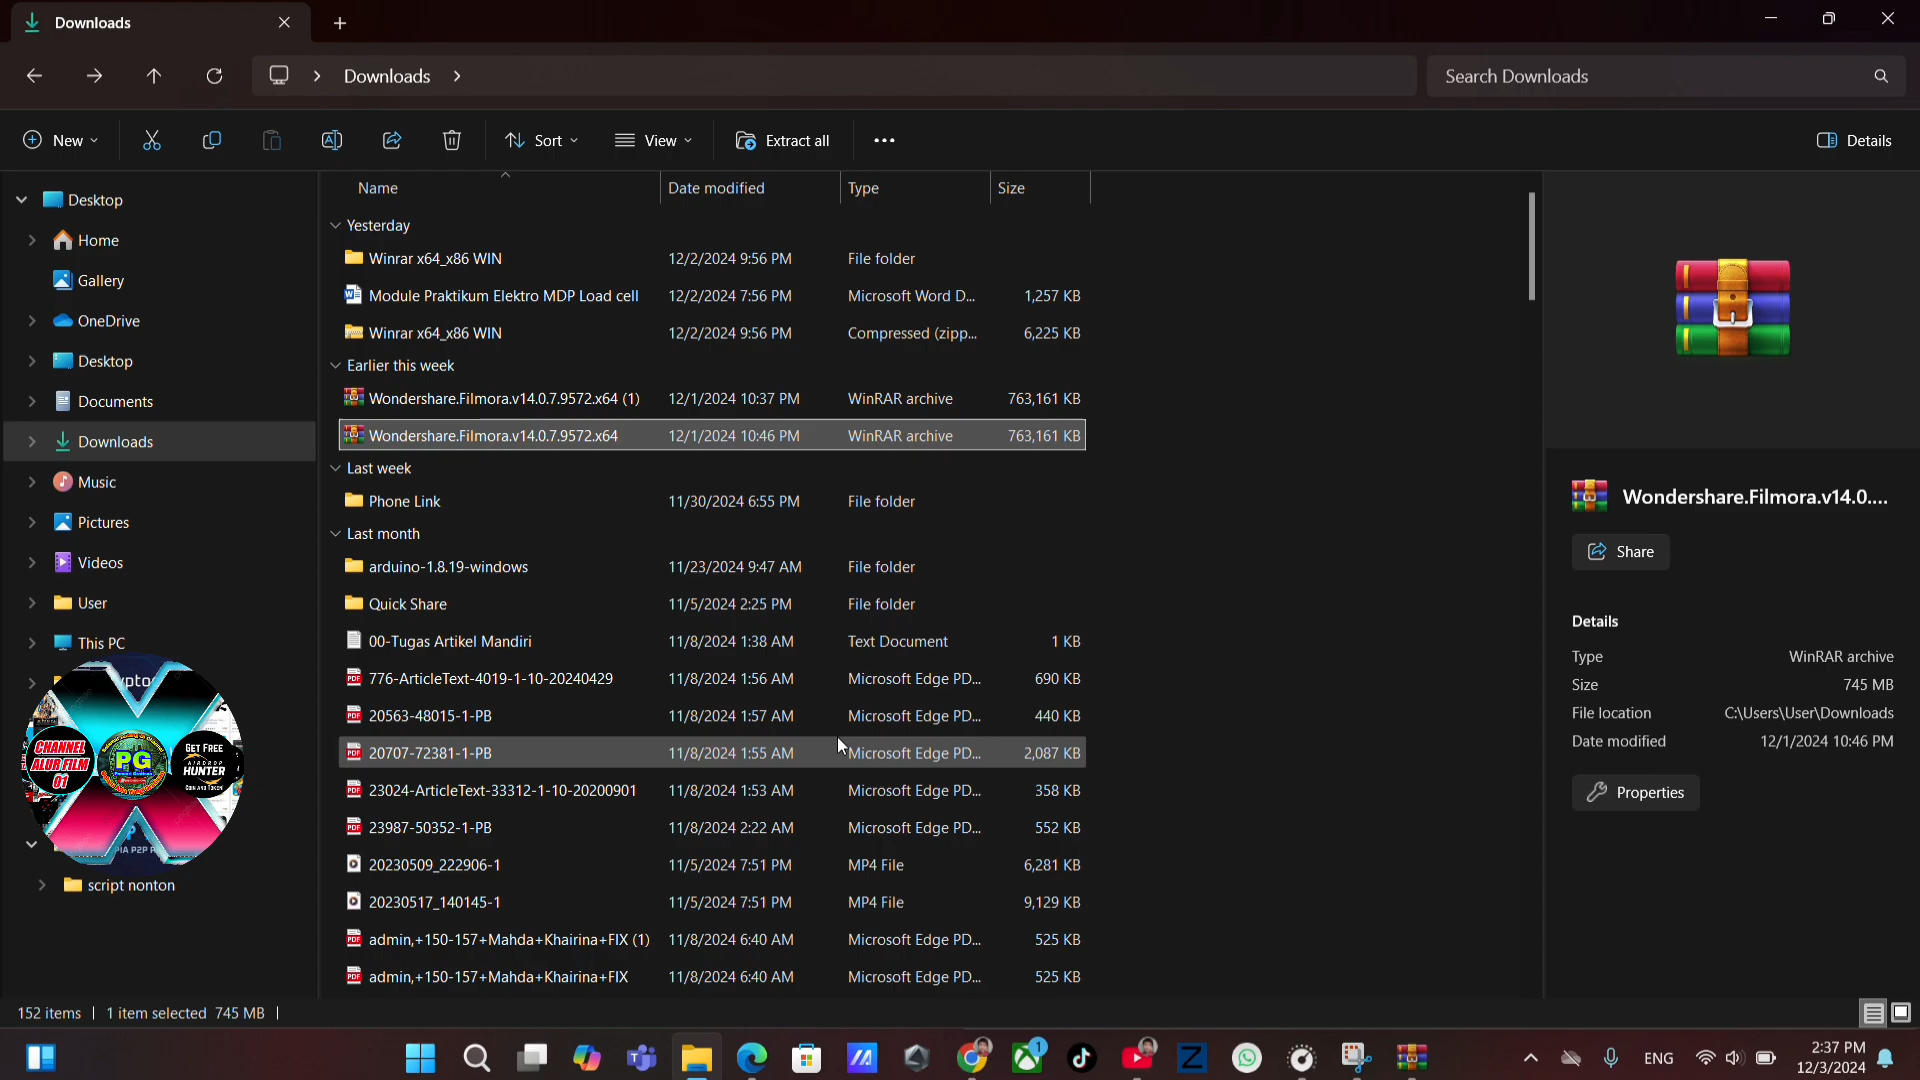 Downloads
Downloads
Search Downloads
New
Sort
View
Extract all
Details
Desktop
Home
Gallery
OneDrive
Desktop
Documents
Downloads
Music
Pictures
Videos
User
This PC
script nonton
CHANNEL
ALUR FILM
01
PG
GET FREE
AIRDROP
HUNTER
COIN AND TOKEN
Name Date modified Type Size
Yesterday
Winrar x64_x86 WIN 12/2/2024 9:56 PM File folder
Module Praktikum Elektro MDP Load cell 12/2/2024 7:56 PM Microsoft Word D... 1,257 KB
Winrar x64_x86 WIN 12/2/2024 9:56 PM Compressed (zipp... 6,225 KB
Earlier this week
Wondershare.Filmora.v14.0.7.9572.x64 (1) 12/1/2024 10:37 PM WinRAR archive 763,161 KB
Wondershare.Filmora.v14.0.7.9572.x64 12/1/2024 10:46 PM WinRAR archive 763,161 KB
Last week
Phone Link 11/30/2024 6:55 PM File folder
Last month
arduino-1.8.19-windows 11/23/2024 9:47 AM File folder
Quick Share 11/5/2024 2:25 PM File folder
00-Tugas Artikel Mandiri 11/8/2024 1:38 AM Text Document 1 KB
776-ArticleText-4019-1-10-20240429 11/8/2024 1:56 AM Microsoft Edge PD... 690 KB
20563-48015-1-PB 11/8/2024 1:57 AM Microsoft Edge PD... 440 KB
20707-72381-1-PB 11/8/2024 1:55 AM Microsoft Edge PD... 2,087 KB
23024-ArticleText-33312-1-10-20200901 11/8/2024 1:53 AM Microsoft Edge PD... 358 KB
23987-50352-1-PB 11/8/2024 2:22 AM Microsoft Edge PD... 552 KB
20230509_222906-1 11/5/2024 7:51 PM MP4 File 6,281 KB
20230517_140145-1 11/5/2024 7:51 PM MP4 File 9,129 KB
admin,+150-157+Mahda+Khairina+FIX (1) 11/8/2024 6:40 AM Microsoft Edge PD... 525 KB
admin,+150-157+Mahda+Khairina+FIX 11/8/2024 6:40 AM Microsoft Edge PD... 525 KB
Wondershare.Filmora.v14.0....
Share
Details
Type WinRAR archive
Size 745 MB
File location C:\Users\User\Downloads
Date modified 12/1/2024 10:46 PM
Properties
152 items 1 item selected 745 MB
1
ENG
2:37 PM
12/3/2024